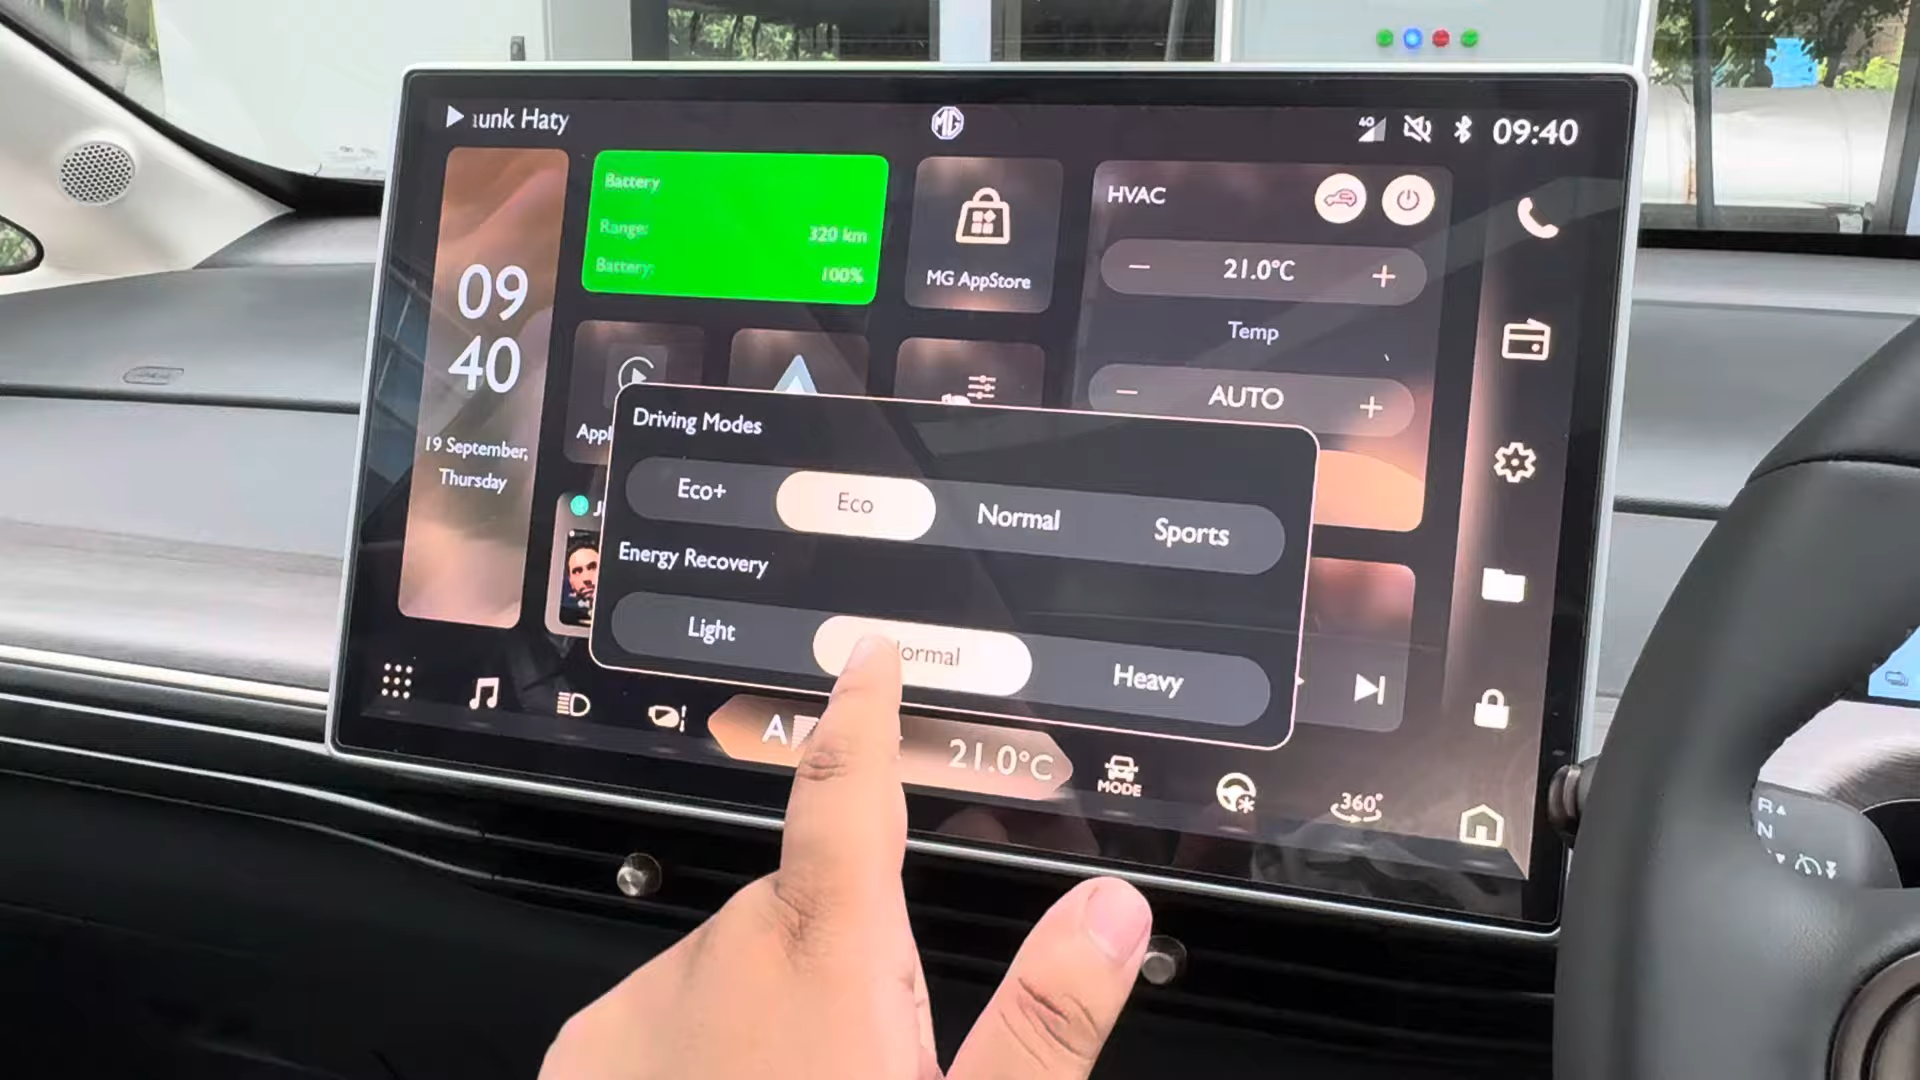 unk Haty
MG
4G
09:40
09
40
19 September,
Thursday
Battery
Range:
320 km
Battery:
100%
MG AppStore
HVAC
21.0°C
Temp
AUTO
Appl
Driving Modes
Eco+
Eco
Normal
Sports
Energy Recovery
Light
ormal
Heavy
A
21.0°C
MODE
360°
R
N